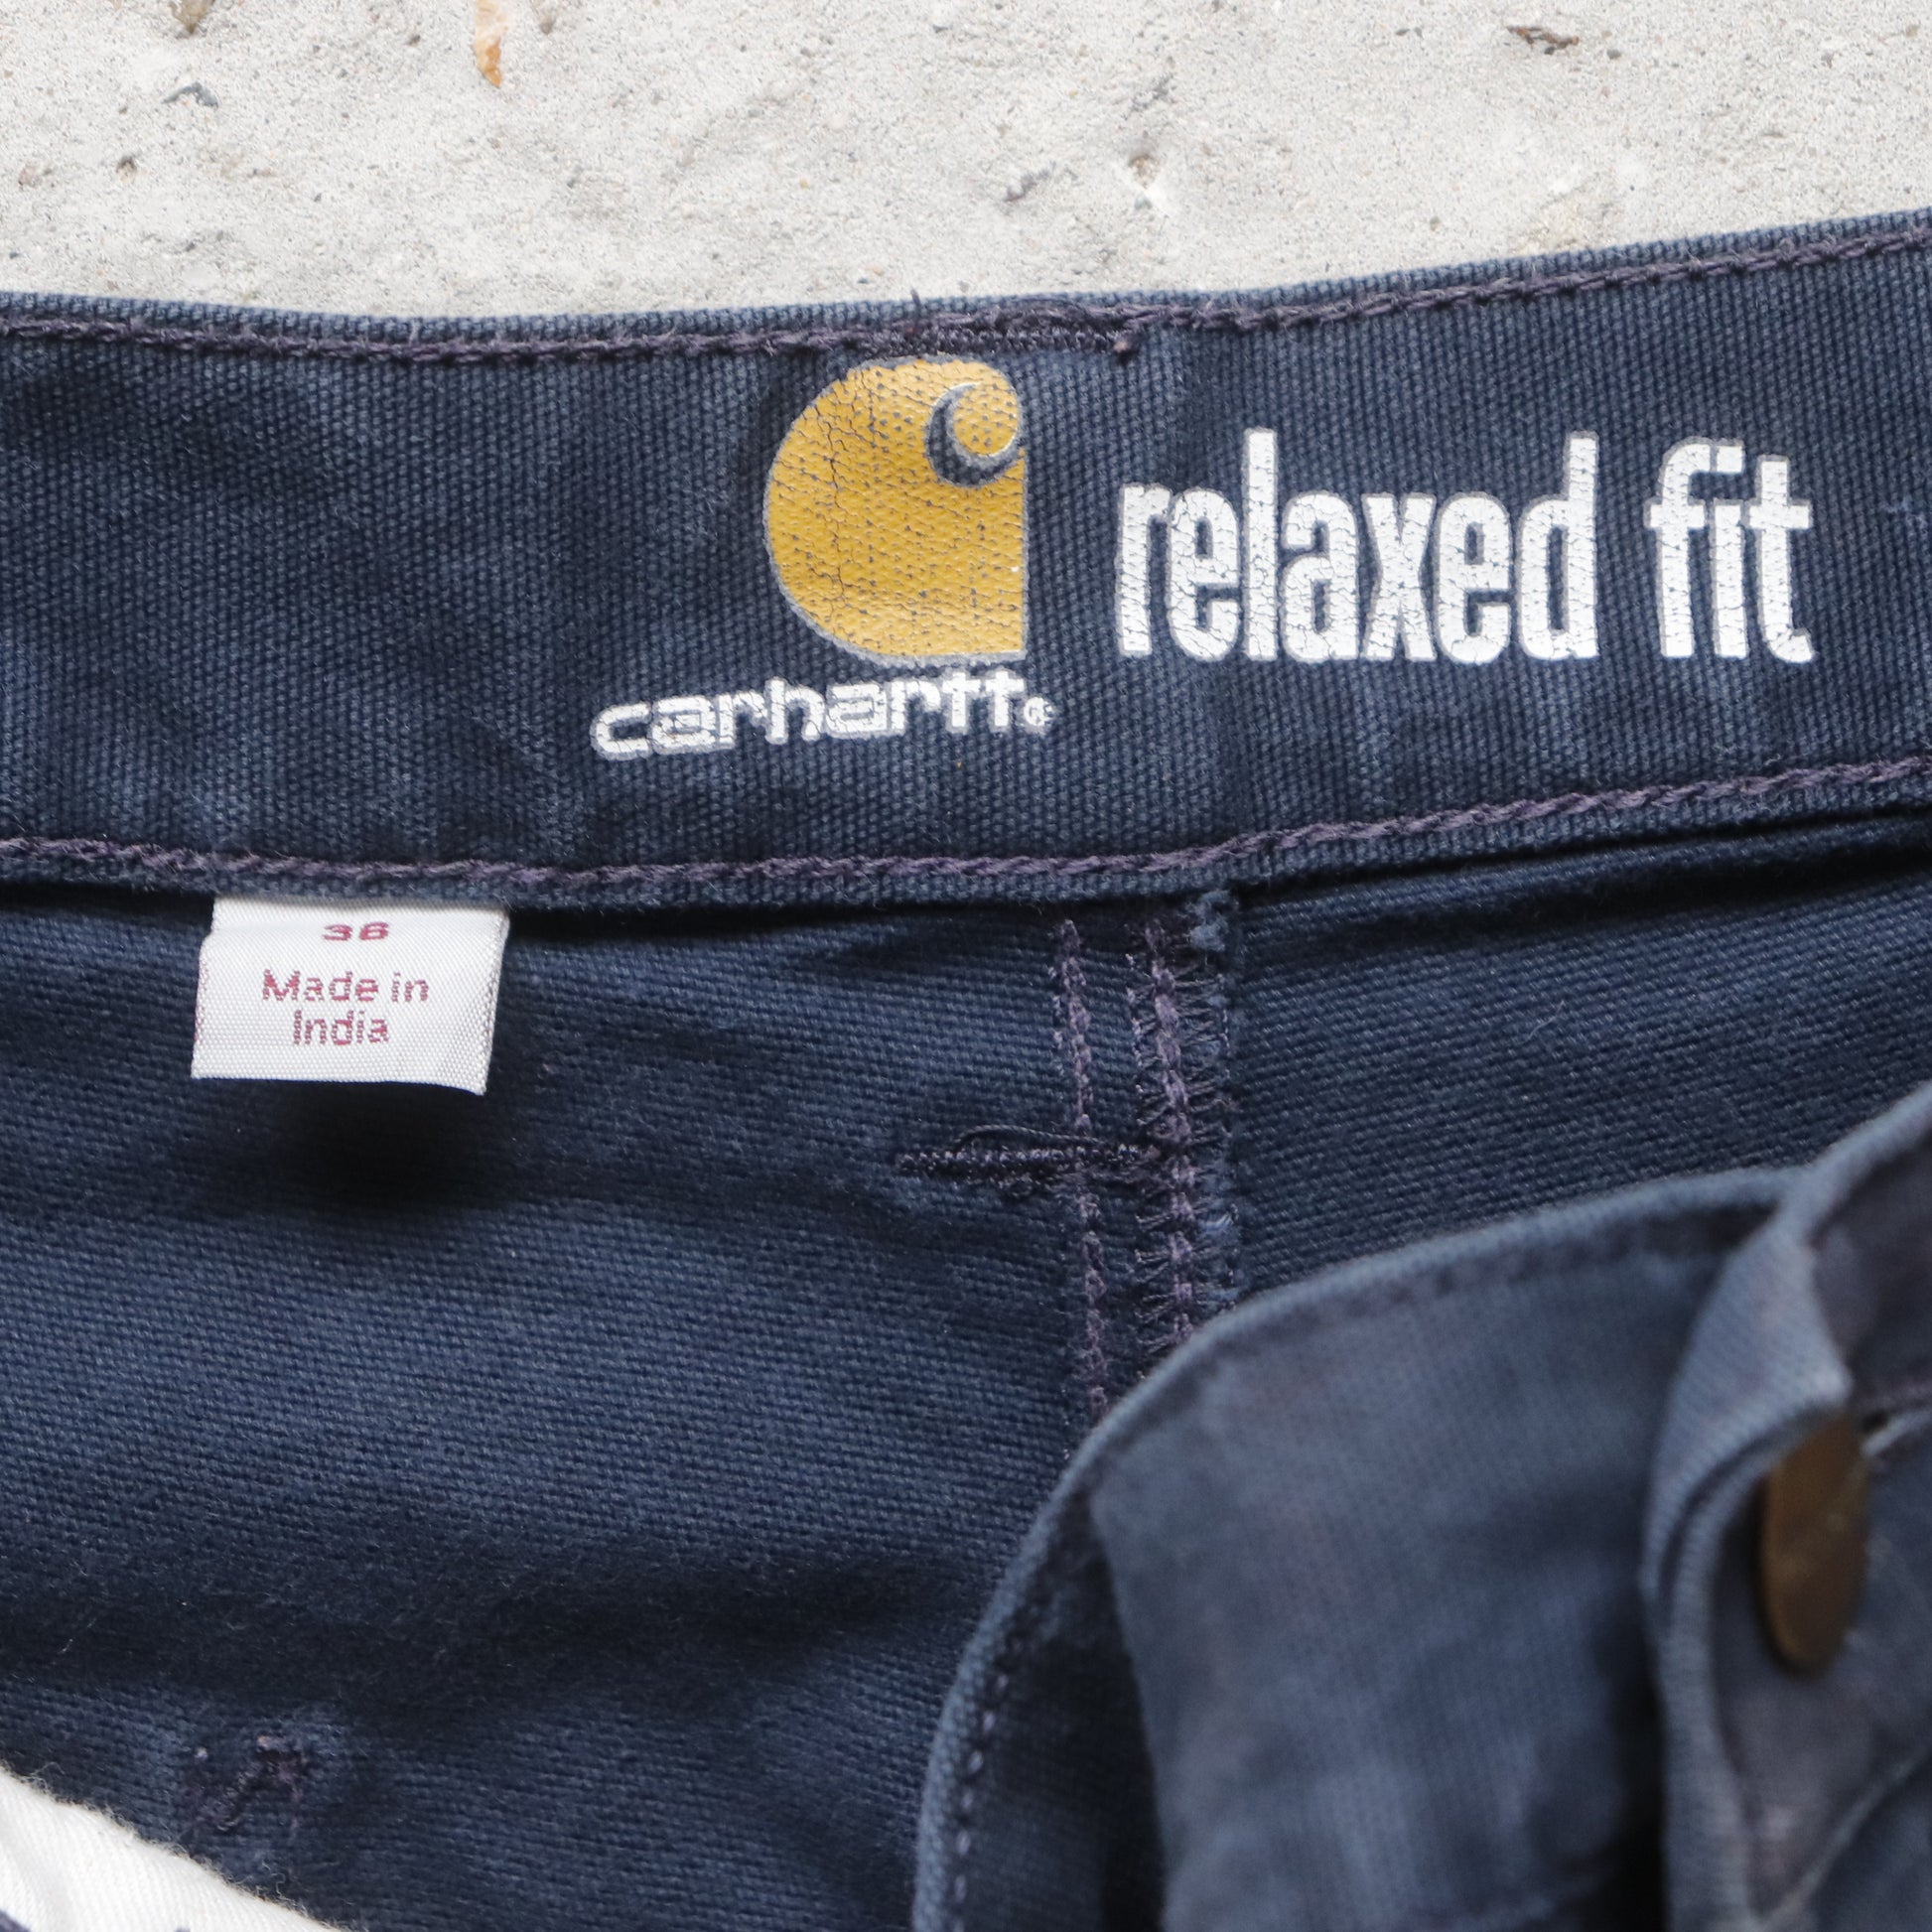 relaxed fit
carhartt®
36
Made in
India